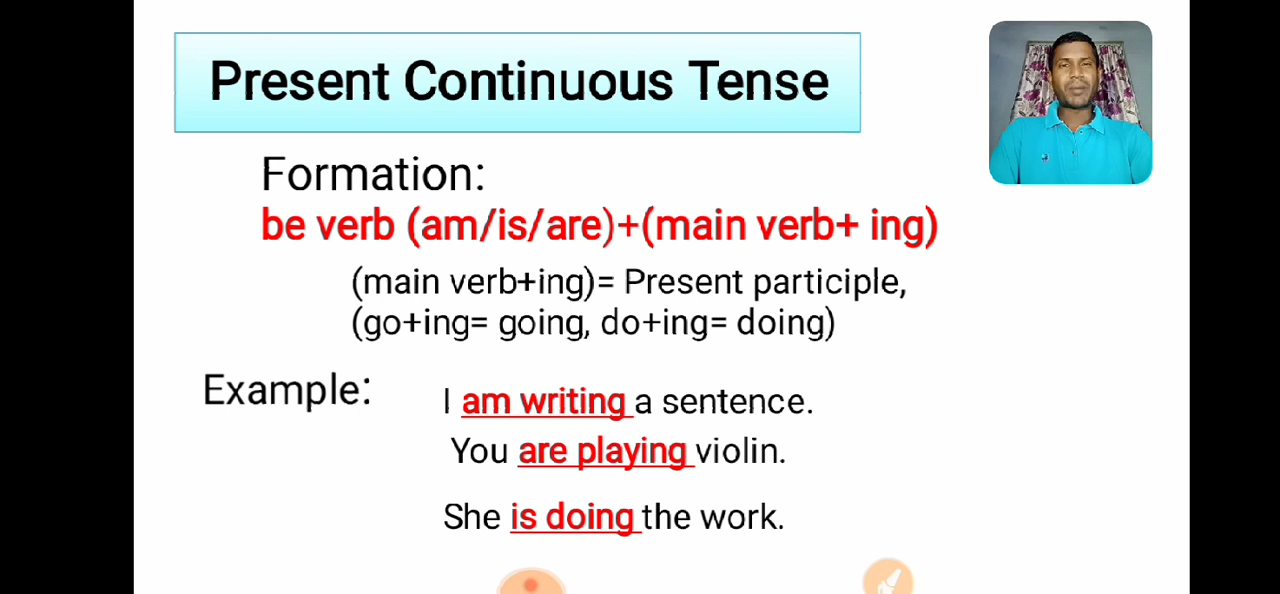 Present Continuous Tense
Formation:
be verb (am/is/are)+(main verb+ ing)
(main verb+ing)= Present participle,
(go+ing= going, do+ing= doing)
Example:
I am writing a sentence.
You are playing violin.
She is doing the work.